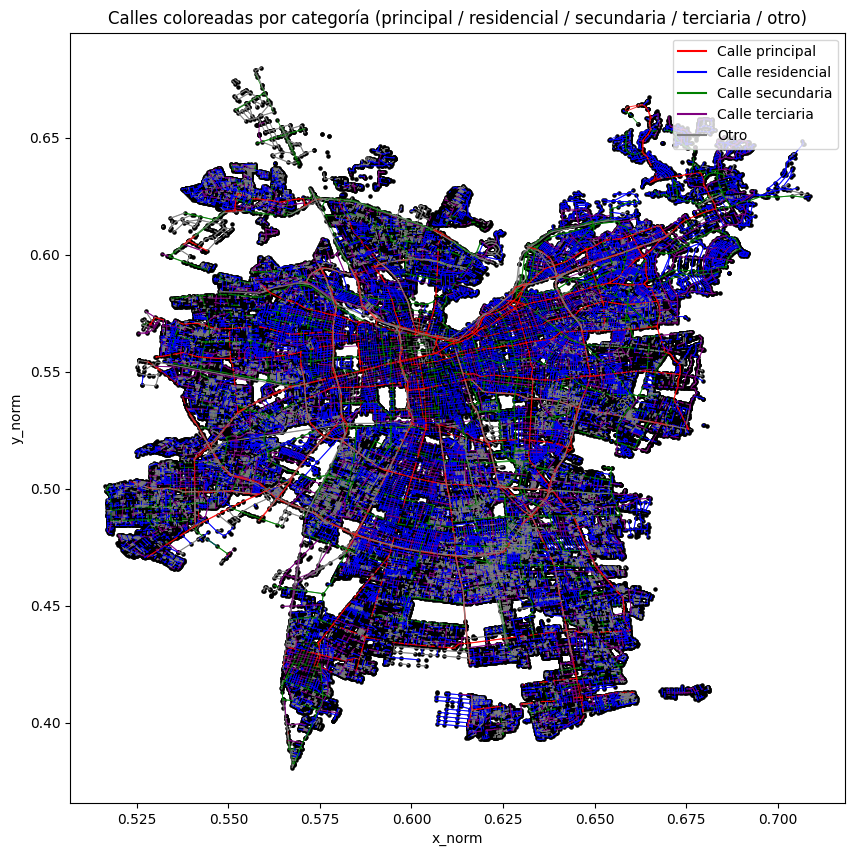 Calles coloreadas por categoría (principal / residencial / secundaria / terciaria / otro)
Calle principal
Calle residencial
Calle secundaria
Calle terciaria
Otro
y_norm
0.65
0.60
0.55
0.50
0.45
0.40
0.525
0.550
0.575
0.600
0.625
0.650
0.675
0.700
x_norm